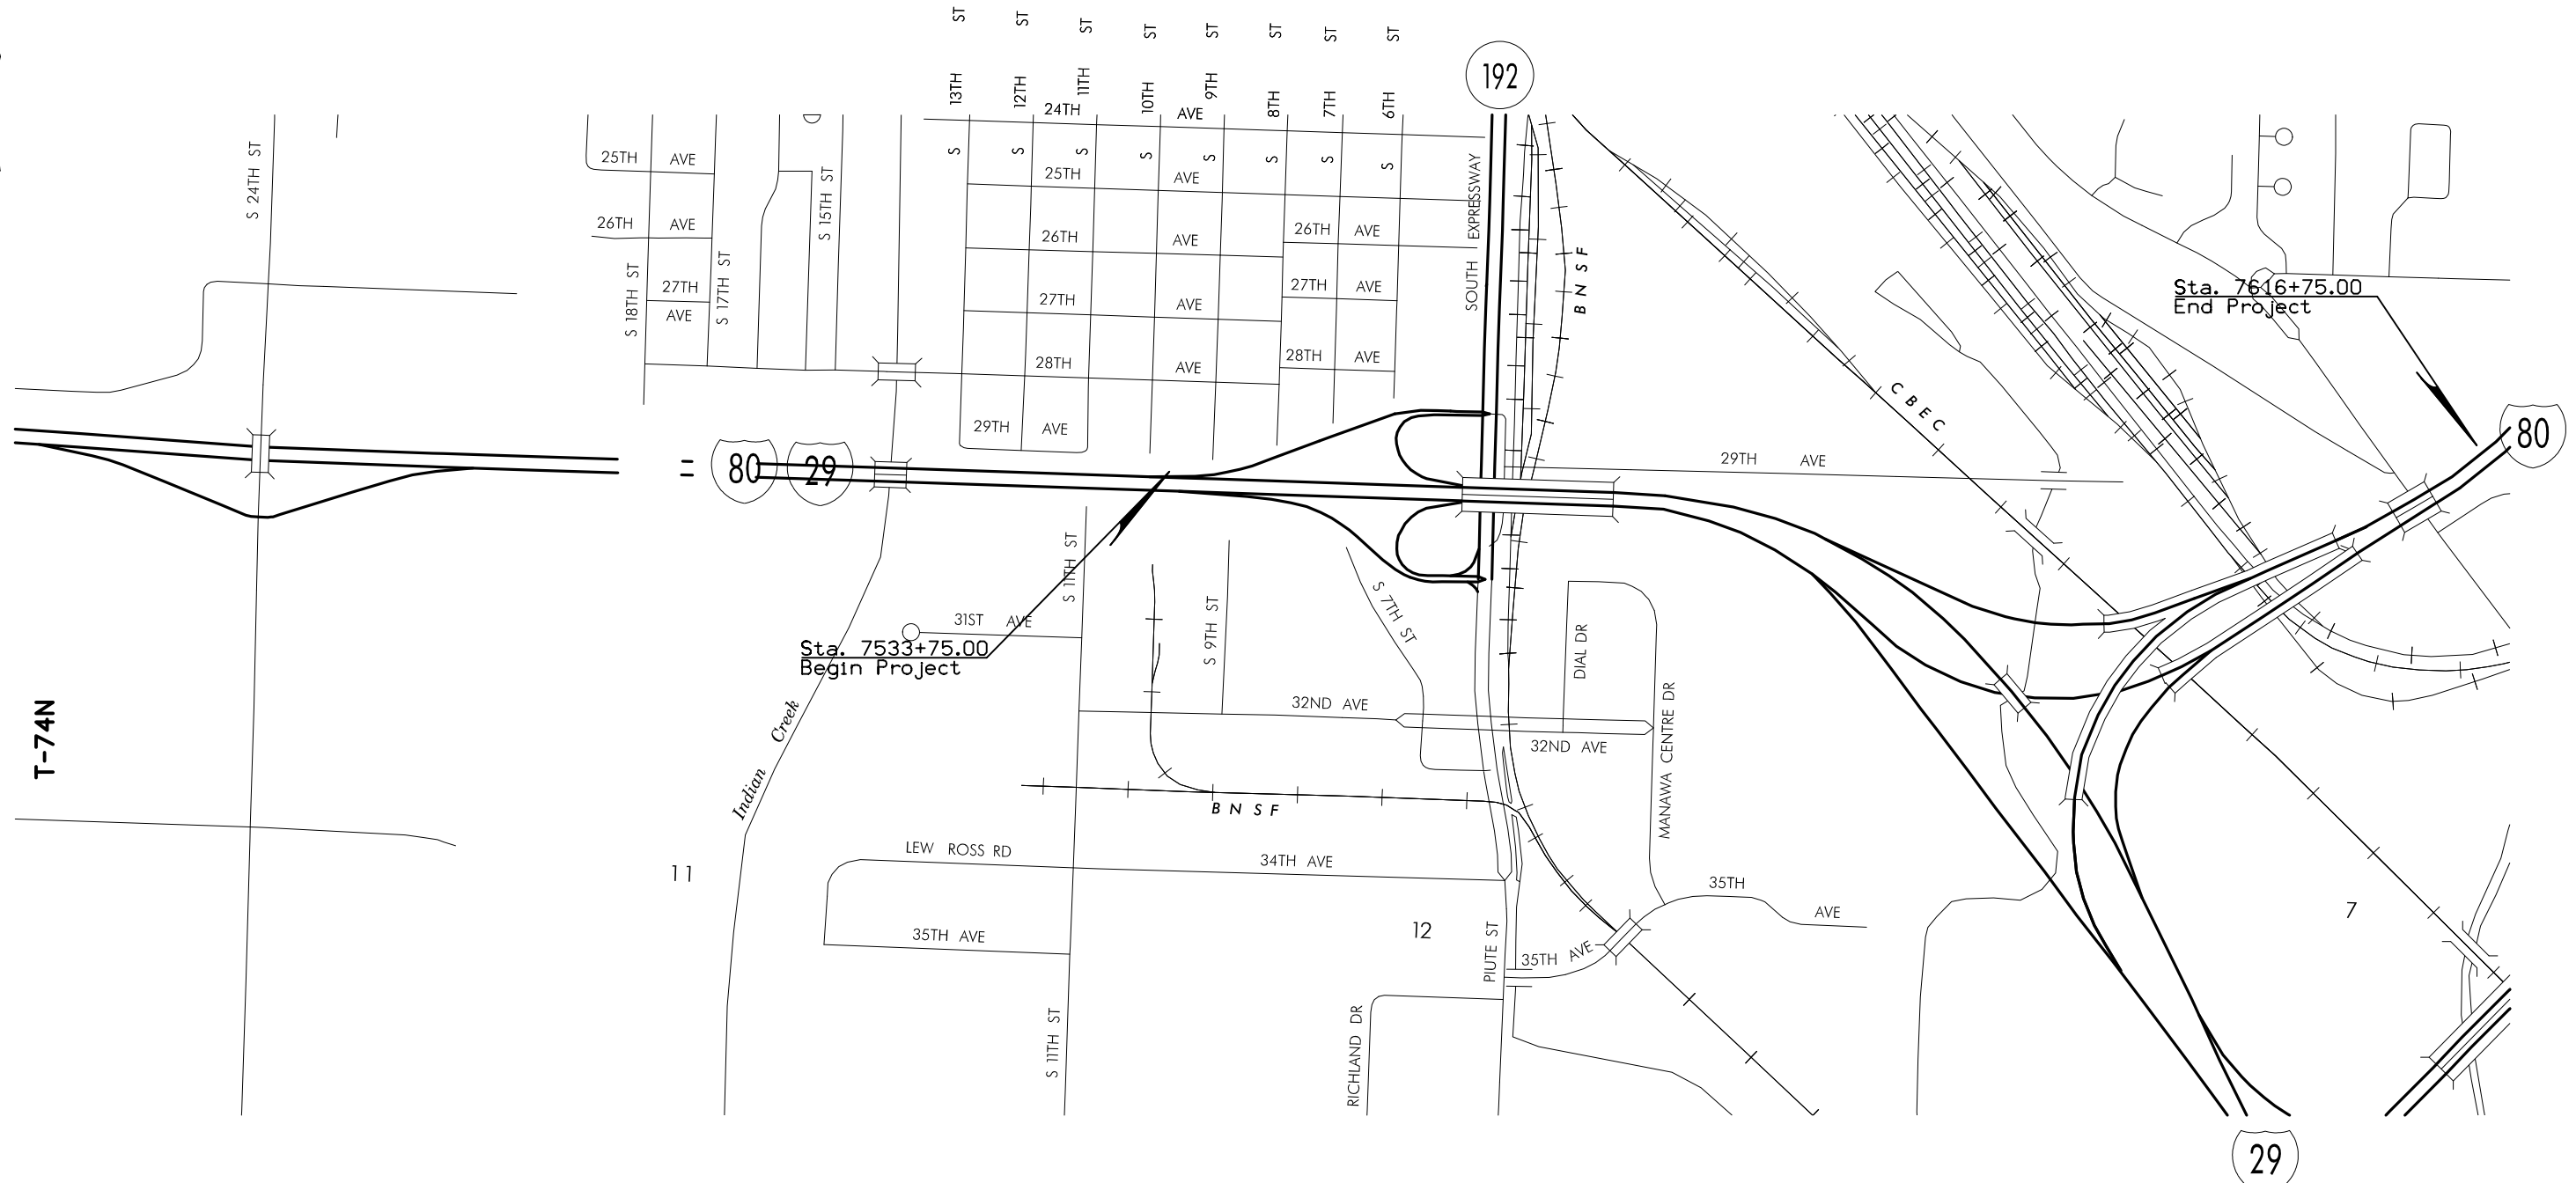 ST ST ST ST ST ST ST ST
192
13TH 12TH 11TH 10TH 9TH 8TH 7TH 6TH
24TH AVE
S S S S S S S S
S 24TH ST
25TH AVE
26TH AVE
27TH
AVE
S 18TH ST
S 17TH ST
S 15TH ST
25TH AVE
26TH AVE
27TH AVE
28TH AVE
29TH AVE
26TH AVE
27TH AVE
28TH AVE
SOUTH EXPRESSWAY
BNSF
CBEC
Sta. 7616+75.00
End Project
80
29
80
29TH AVE
S 11TH ST
31ST AVE
Sta. 7533+75.00
Begin Project
S 9TH ST
S 7TH ST
DIAL DR
MANAWA CENTRE DR
32ND AVE
32ND AVE
T-74N
Indian Creek
BNSF
LEW ROSS RD
34TH AVE
11
35TH AVE
12
35TH AVE
7
PIUTE ST
35TH AVE
S 11TH ST
RICHLAND DR
29